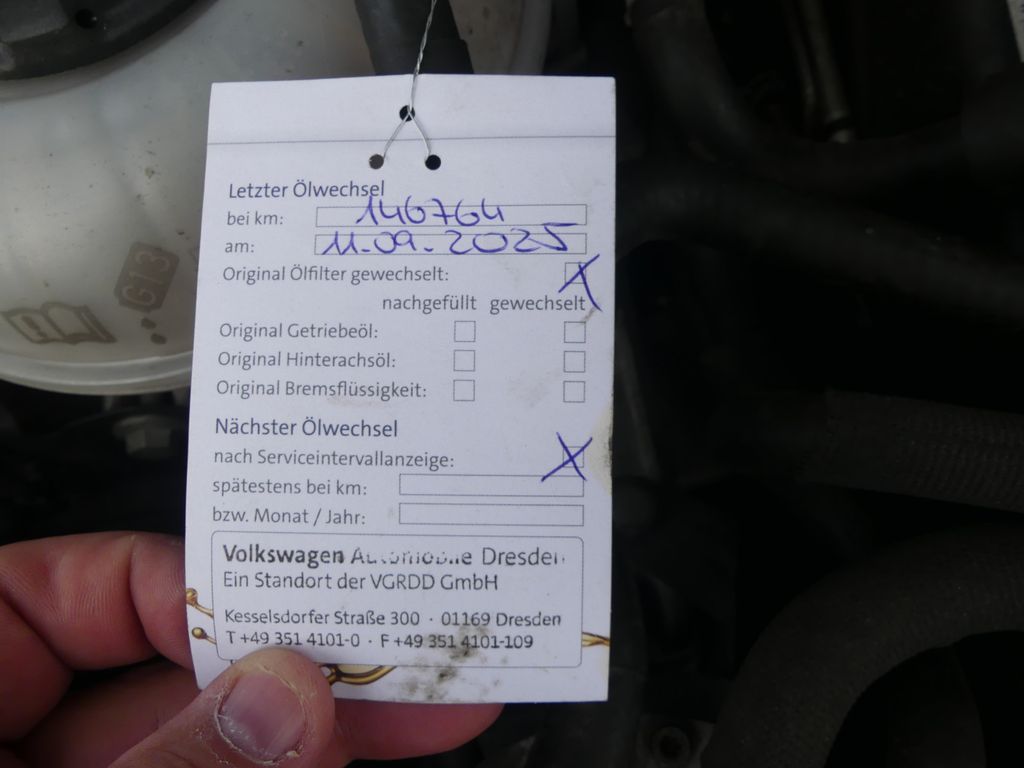 Letzter Ölwechsel
bei km: 146764
am: 11.09.2025
Original Ölfilter gewechselt: X
nachgefüllt gewechselt
Original Getriebeöl:
Original Hinterachsöl:
Original Bremsflüssigkeit:
Nächster Ölwechsel
nach Serviceintervallanzeige: X
spätestens bei km:
bzw. Monat / Jahr:
Volkswagen Automobile Dresden
Ein Standort der VGRDD GmbH
Kesselsdorfer Straße 300 · 01169 Dresden
T +49 351 4101-0 · F +49 351 4101-109
G13